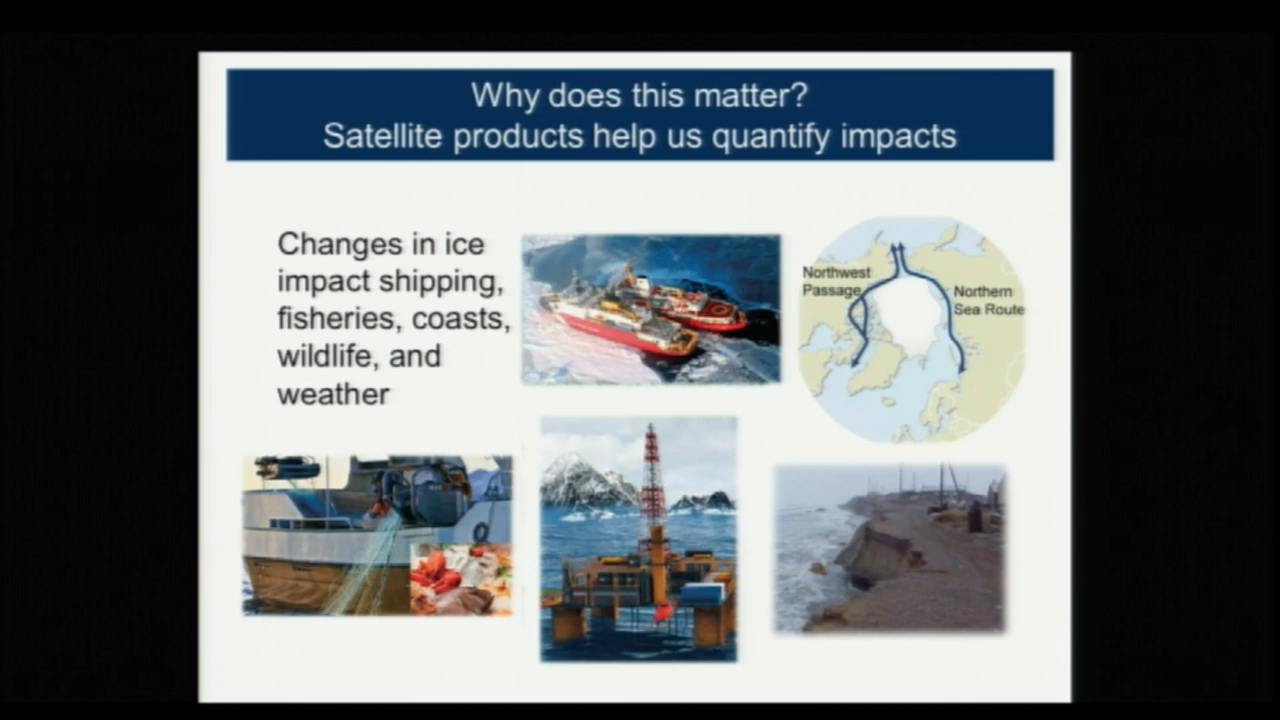 Why does this matter?
Satellite products help us quantify impacts
Changes in ice
impact shipping,
fisheries, coasts,
wildlife, and
weather
Northwest
Passage
Northern
Sea Route